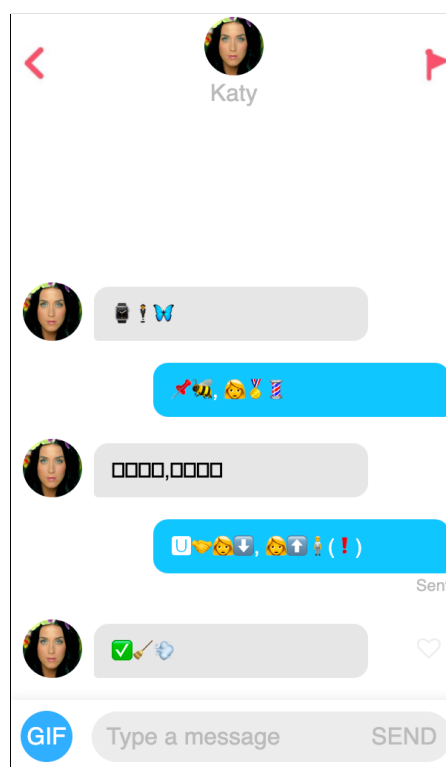 Katy
⌚🕴🦋
📌🐝, 👩🏅💈
□□□□,□□□□
🇺🤝👩⬇️, 👩⬆️🧍(❗)
Sent
✅🧹💨
GIF
Type a message
SEND